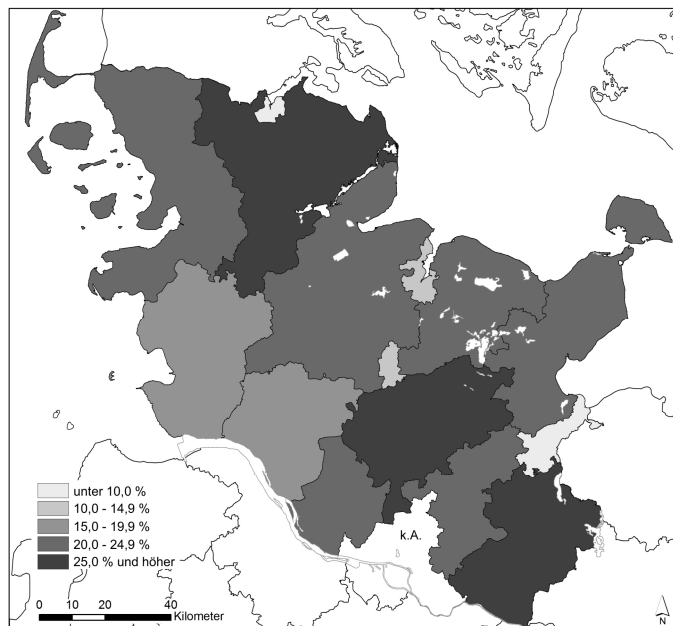 k.A.
unter 10,0 %
10,0 - 14,9 %
15,0 - 19,9 %
20,0 - 24,9 %
25,0 % und höher
0 10 20 40
Kilometer
N